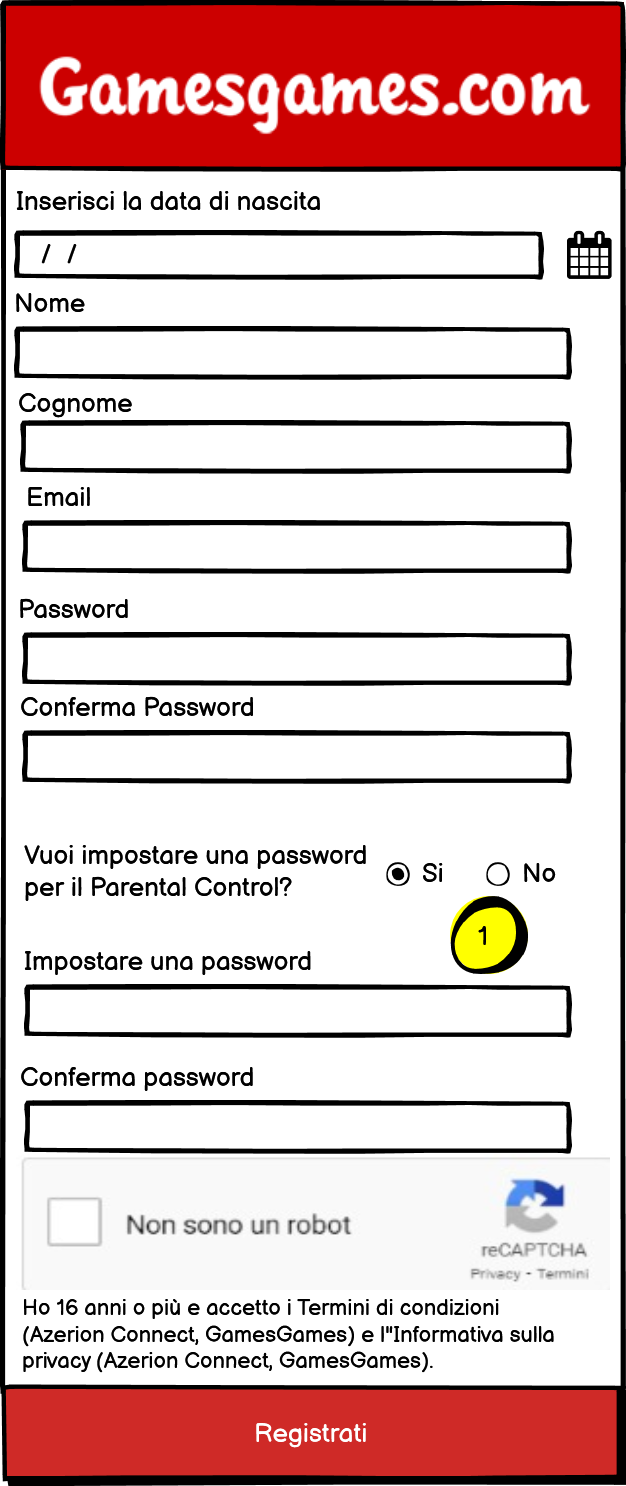 Gamesgames.com
Inserisci la data di nascita
/ /
Nome
Cognome
Email
Password
Conferma Password
Vuoi impostare una password
per il Parental Control?
Si
No
1
Impostare una password
Conferma password
Non sono un robot
reCAPTCHA
Privacy - Termini
Ho 16 anni o più e accetto i Termini di condizioni
(Azerion Connect, GamesGames) e l"Informativa sulla
privacy (Azerion Connect, GamesGames).
Registrati